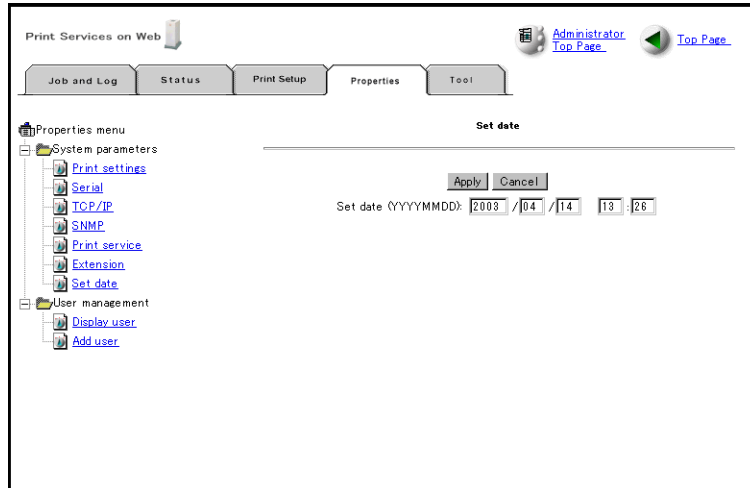 Print Services on Web
Administrator
Top Page
Top Page
Job and Log
Status
Print Setup
Properties
Tool
Properties menu
System parameters
Print settings
Serial
TCP/IP
SNMP
Print service
Extension
Set date
User management
Display user
Add user
Set date
Apply Cancel
Set date (YYYYMMDD): 2003 /04 /14 13 :26